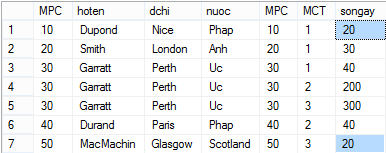 MPC hoten dchi nuoc MPC MCT songay
1 10 Dupond Nice Phap 10 1 20
2 20 Smith London Anh 20 1 30
3 30 Garratt Perth Uc 30 1 40
4 30 Garratt Perth Uc 30 2 200
5 30 Garratt Perth Uc 30 3 300
6 40 Durand Paris Phap 40 2 40
7 50 MacMachin Glasgow Scotland 50 3 20